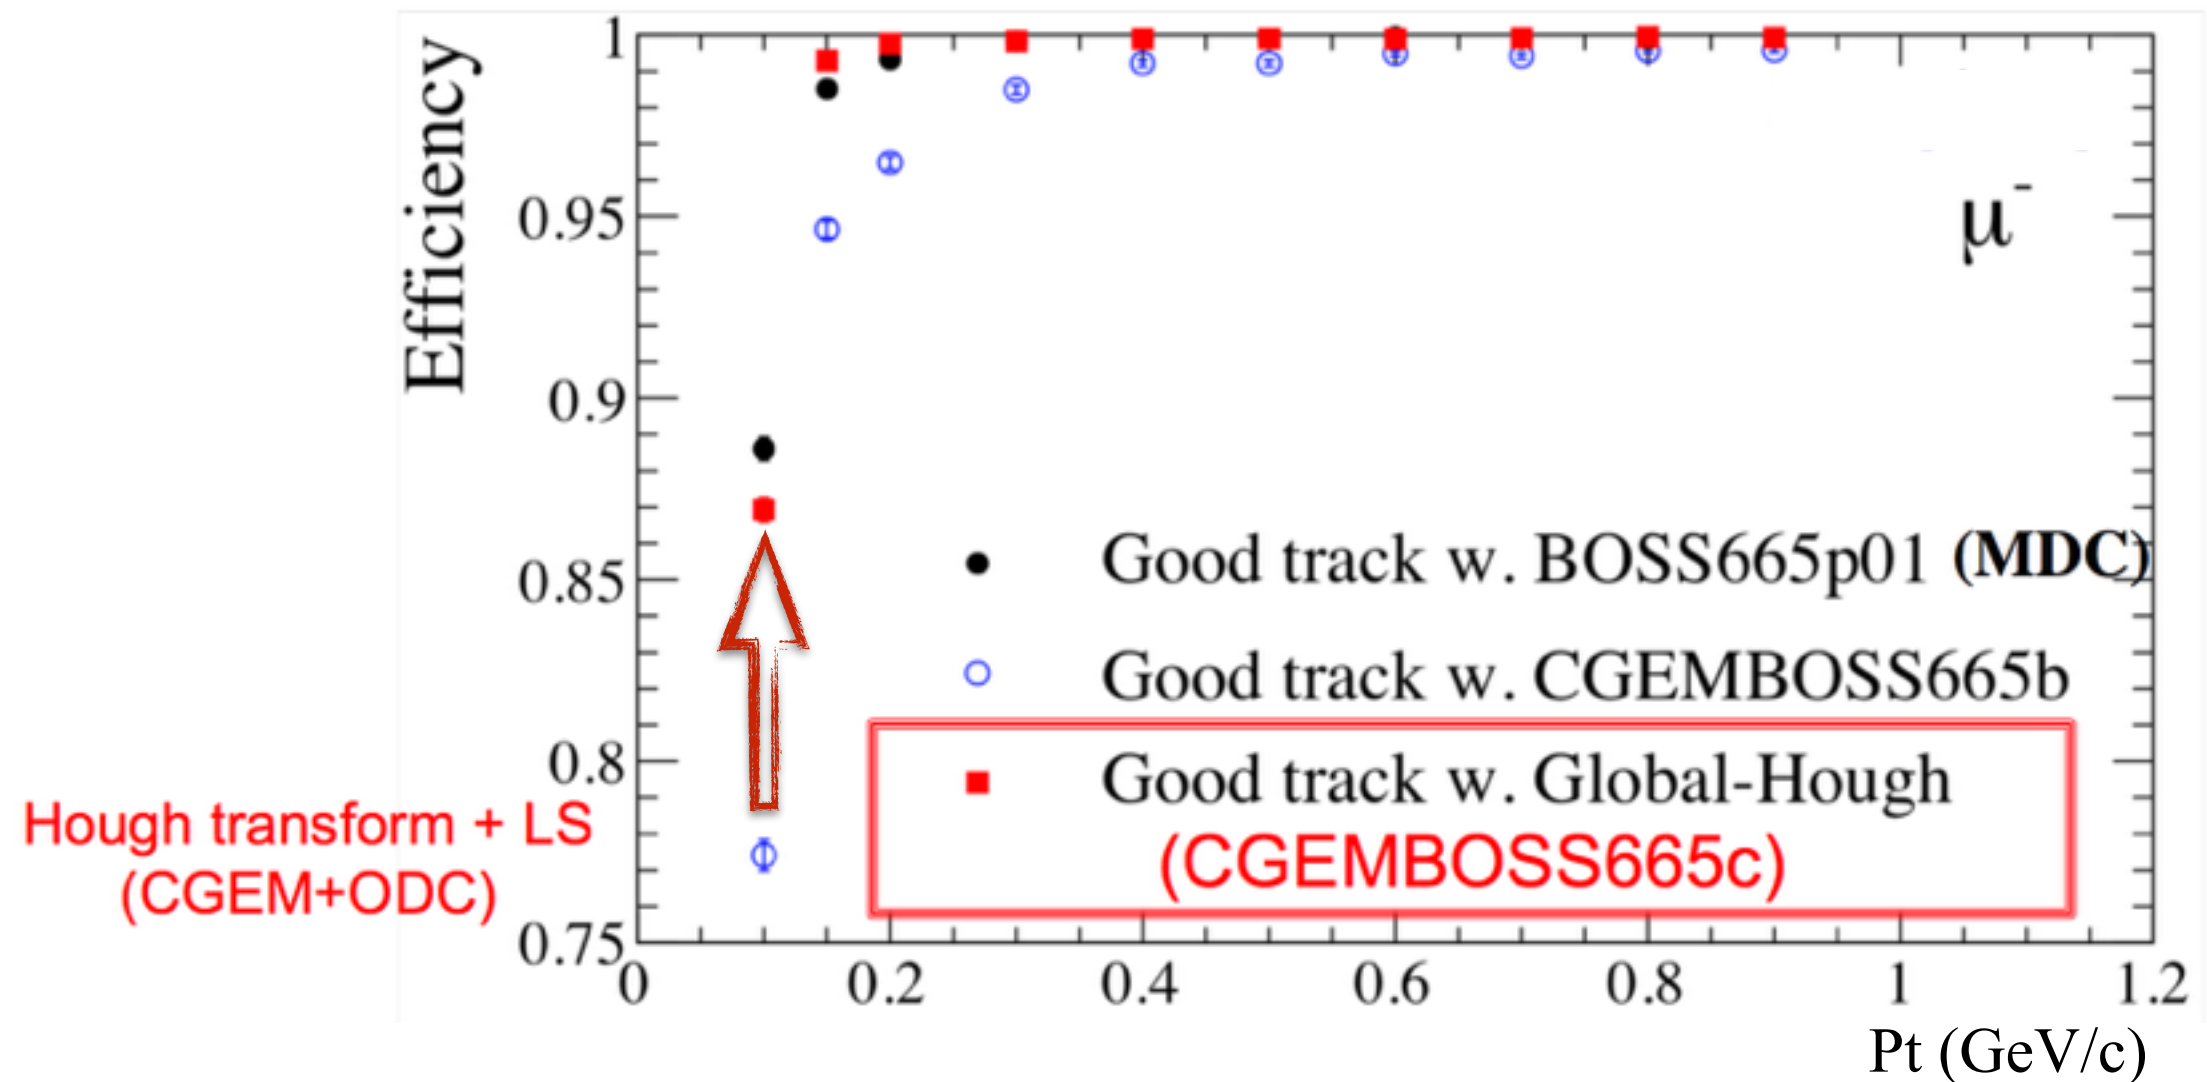 Efficiency
1
0.95
0.9
0.85
0.8
0.75
μ⁻
Good track w. BOSS665p01 (MDC)
Good track w. CGEMBOSS665b
Good track w. Global-Hough
(CGEMBOSS665c)
Hough transform + LS
(CGEM+ODC)
0 0.2 0.4 0.6 0.8 1 1.2
Pt (GeV/c)